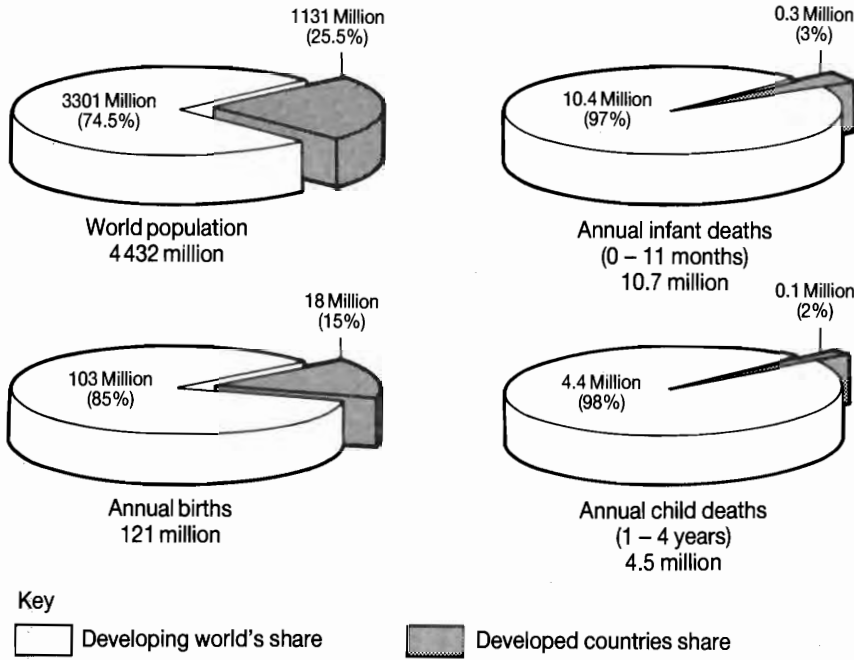 1131 Million
(25.5%)
3301 Million
(74.5%)
World population
4 432 million
0.3 Million
(3%)
10.4 Million
(97%)
Annual infant deaths
(0 – 11 months)
10.7 million
18 Million
(15%)
103 Million
(85%)
Annual births
121 million
0.1 Million
(2%)
4.4 Million
(98%)
Annual child deaths
(1 – 4 years)
4.5 million
Key
Developing world's share
Developed countries share